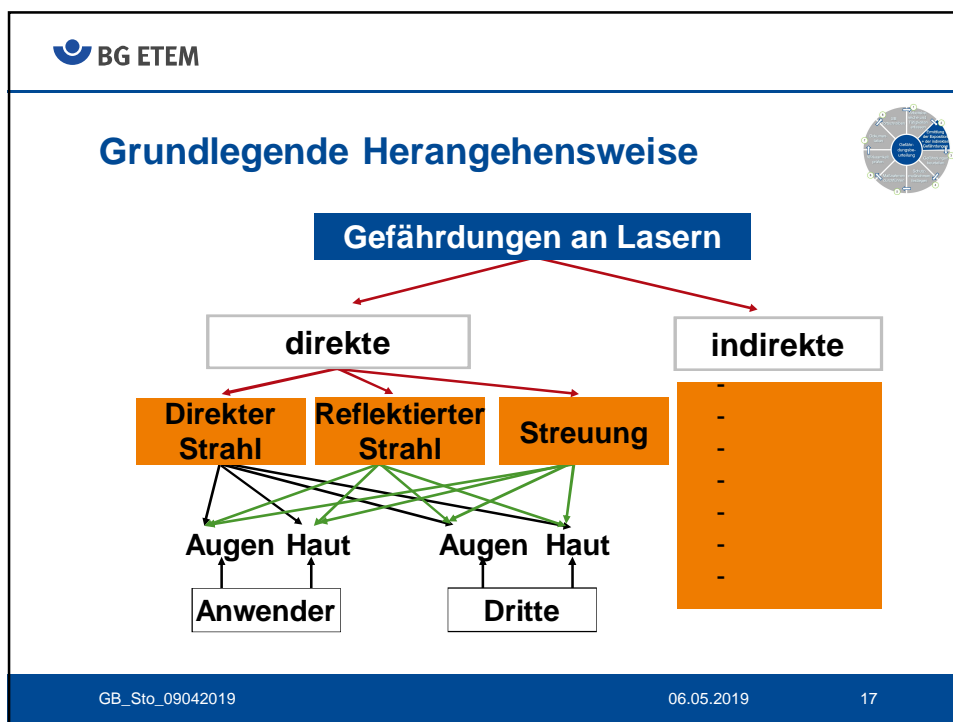 BG ETEM
Grundlegende Herangehensweise
Gefährdungen an Lasern
direkte
indirekte
Direkter
Strahl
Reflektierter
Strahl
Streuung
-
-
-
-
-
-
-
Augen Haut
Augen Haut
Anwender
Dritte
GB_Sto_09042019
06.05.2019
17